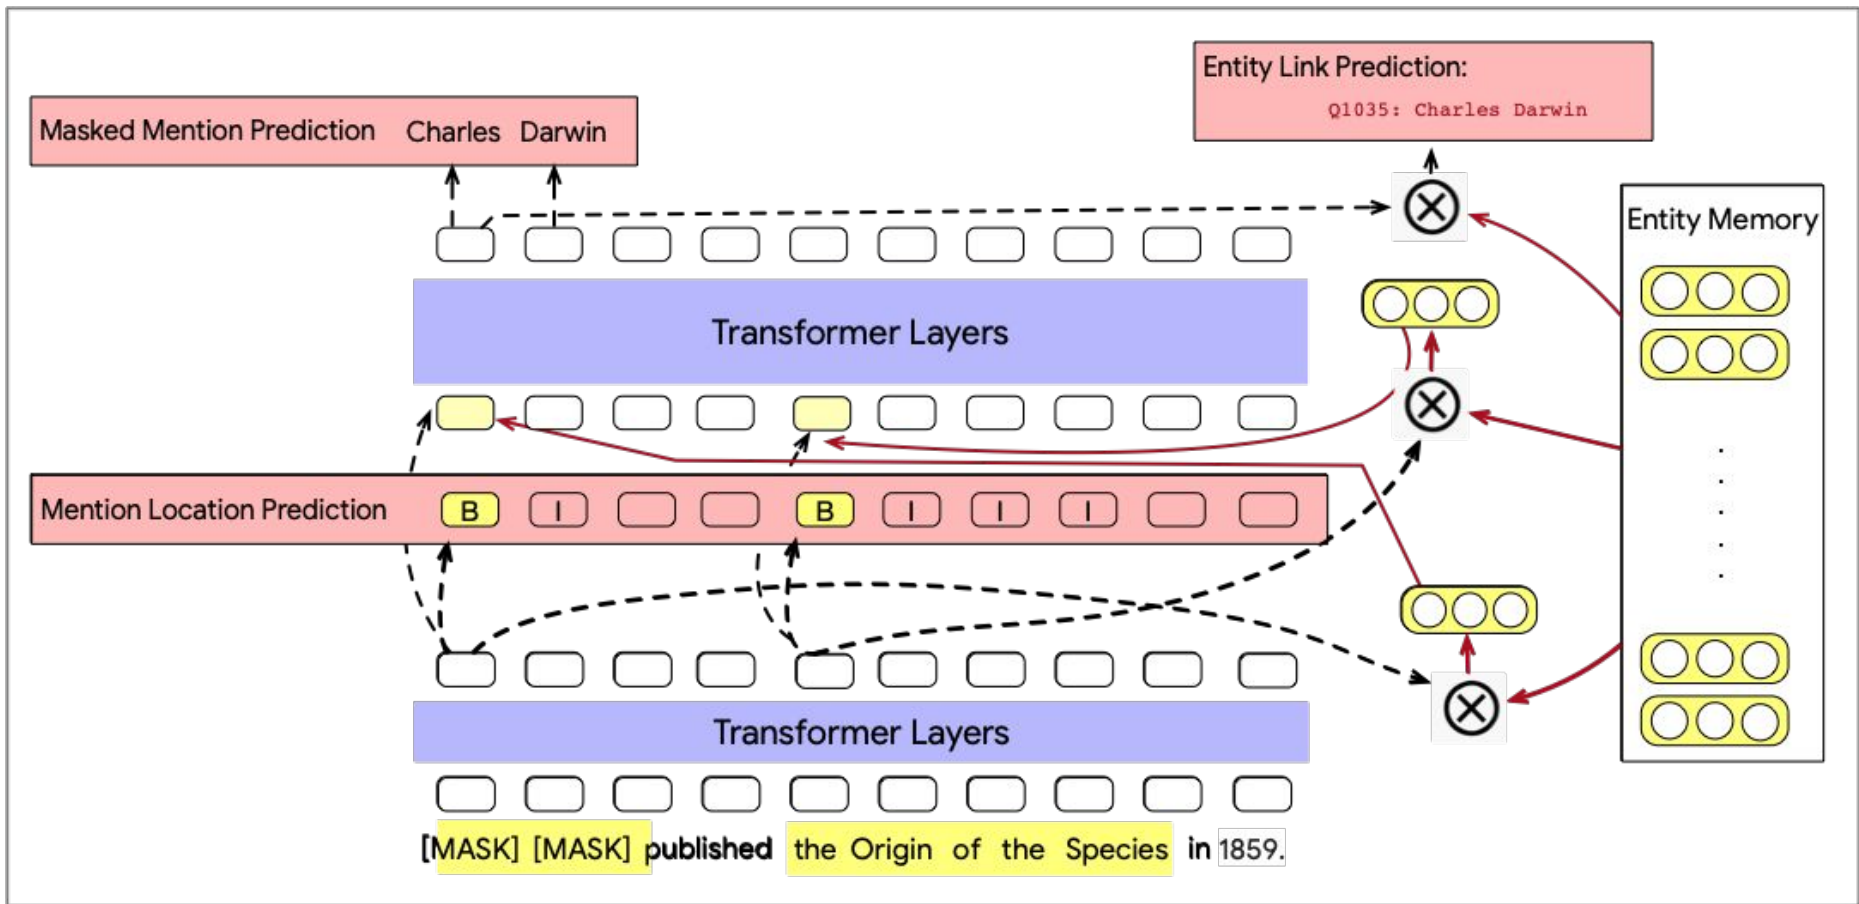 Entity Link Prediction:
Q1035: Charles Darwin
Masked Mention Prediction Charles Darwin
Entity Memory
Transformer Layers
Mention Location Prediction B I B I I I
Transformer Layers
[MASK] [MASK] published the Origin of the Species in 1859.